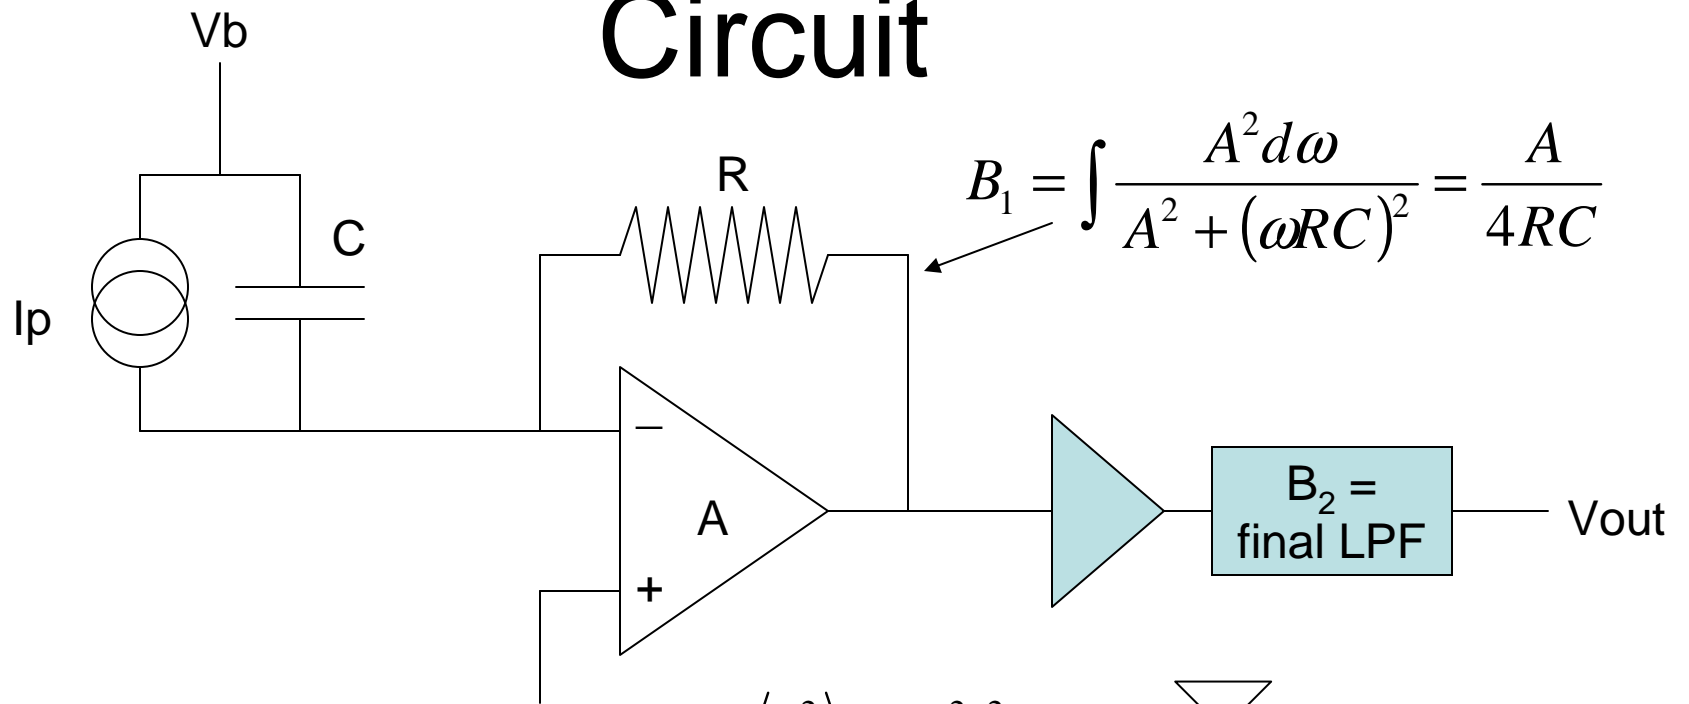 Circuit
Vb
R
C
Ip
B₁ = ∫ A²dω / (A² + (ωRC)²) = A / 4RC
−
A
+
B₂ =
final LPF
Vout